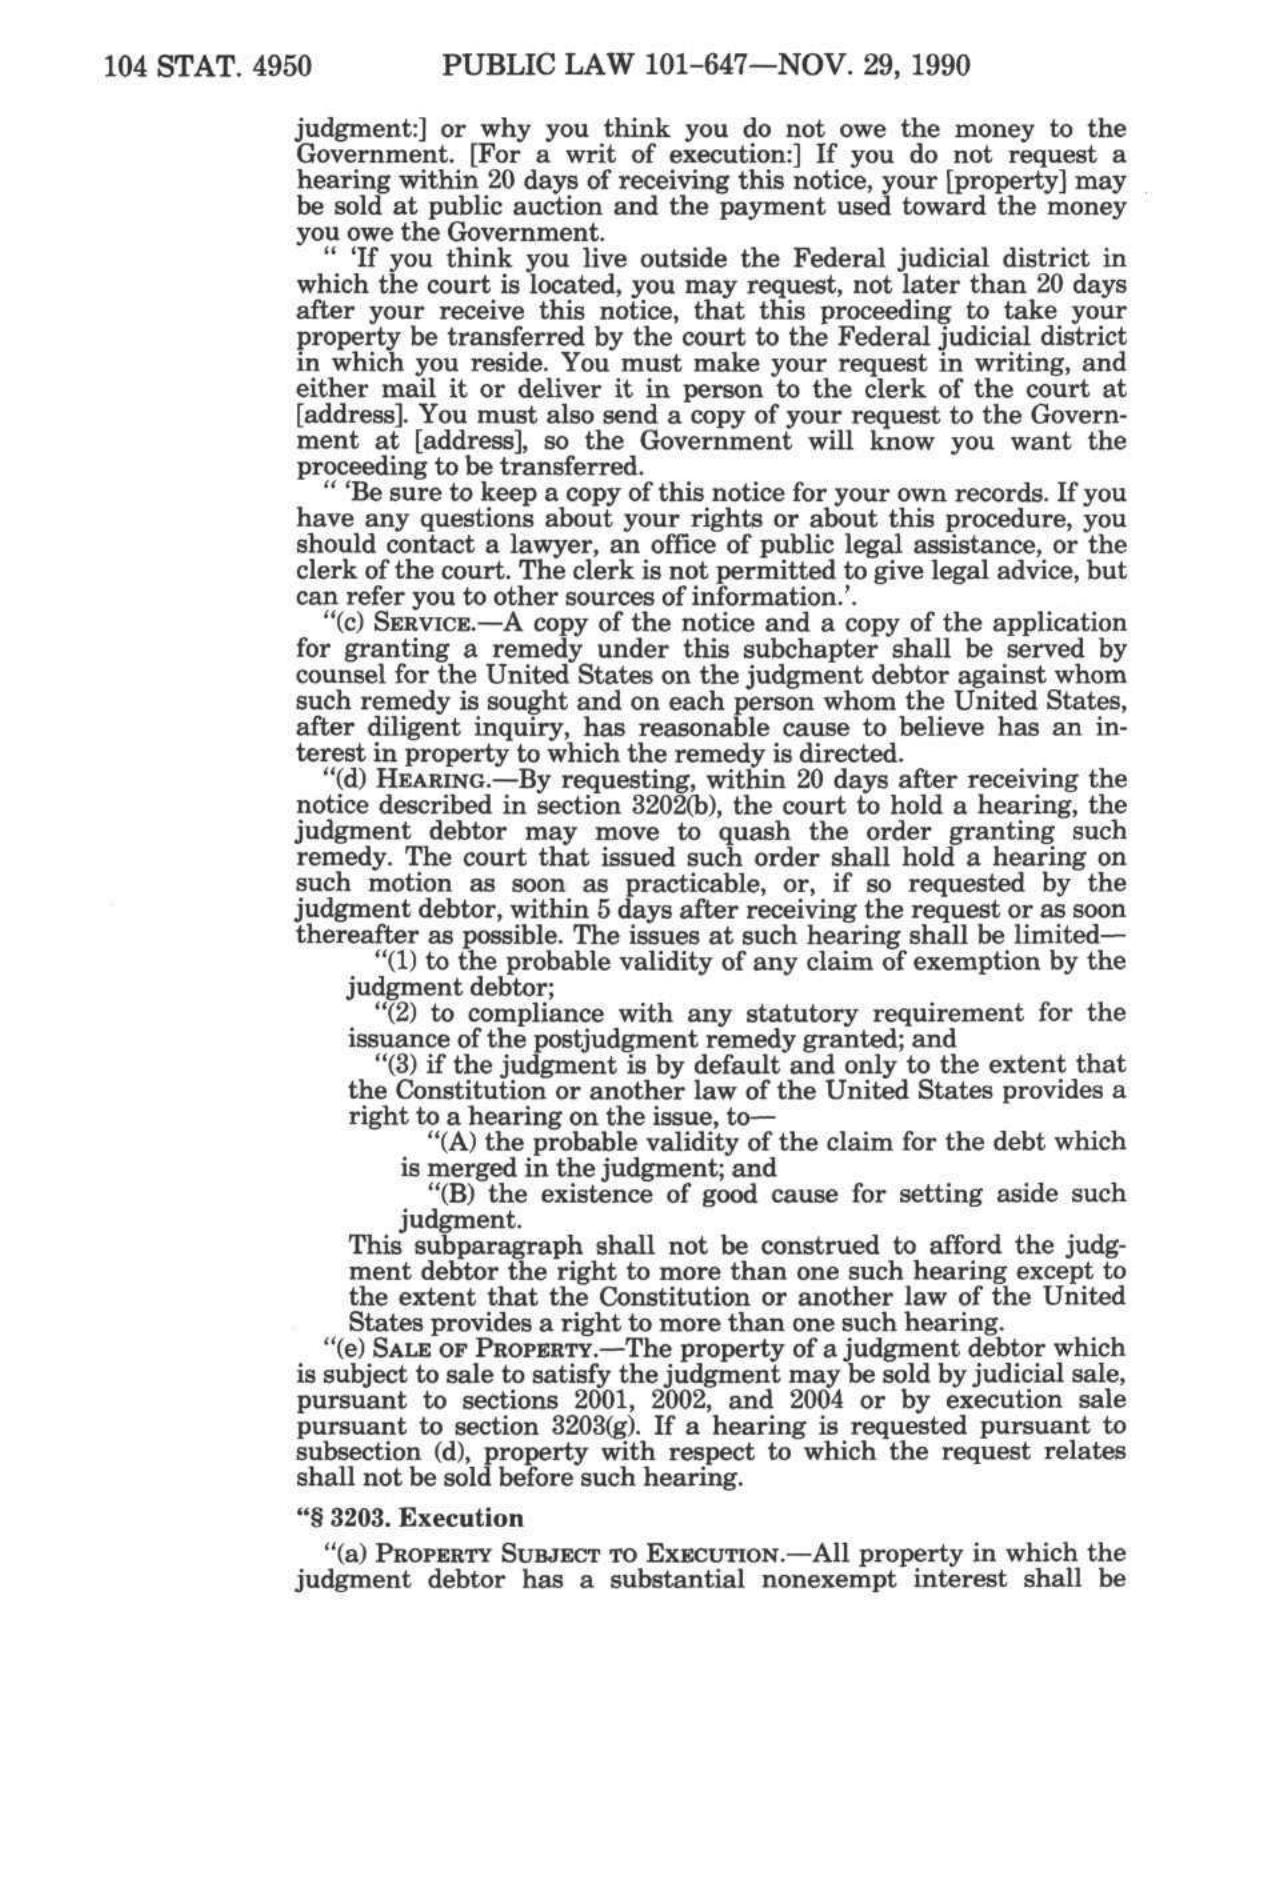 104 STAT. 4950 PUBLIC LAW 101-647—NOV. 29, 1990
judgment:] or why you think you do not owe the money to the
Government. [For a writ of execution:] If you do not request a
hearing within 20 days of receiving this notice, your [property] may
be sold at public auction and the payment used toward the money
you owe the Government.
“ ‘If you think you live outside the Federal judicial district in
which the court is located, you may request, not later than 20 days
after your receive this notice, that this proceeding to take your
property be transferred by the court to the Federal judicial district
in which you reside. You must make your request in writing, and
either mail it or deliver it in person to the clerk of the court at
[address]. You must also send a copy of your request to the Govern-
ment at [address], so the Government will know you want the
proceeding to be transferred.
“ ‘Be sure to keep a copy of this notice for your own records. If you
have any questions about your rights or about this procedure, you
should contact a lawyer, an office of public legal assistance, or the
clerk of the court. The clerk is not permitted to give legal advice, but
can refer you to other sources of information.’.
“(c) SERVICE.—A copy of the notice and a copy of the application
for granting a remedy under this subchapter shall be served by
counsel for the United States on the judgment debtor against whom
such remedy is sought and on each person whom the United States,
after diligent inquiry, has reasonable cause to believe has an in-
terest in property to which the remedy is directed.
“(d) HEARING.—By requesting, within 20 days after receiving the
notice described in section 3202(b), the court to hold a hearing, the
judgment debtor may move to quash the order granting such
remedy. The court that issued such order shall hold a hearing on
such motion as soon as practicable, or, if so requested by the
judgment debtor, within 5 days after receiving the request or as soon
thereafter as possible. The issues at such hearing shall be limited—
“(1) to the probable validity of any claim of exemption by the
judgment debtor;
“(2) to compliance with any statutory requirement for the
issuance of the postjudgment remedy granted; and
“(3) if the judgment is by default and only to the extent that
the Constitution or another law of the United States provides a
right to a hearing on the issue, to—
“(A) the probable validity of the claim for the debt which
is merged in the judgment; and
“(B) the existence of good cause for setting aside such
judgment.
This subparagraph shall not be construed to afford the judg-
ment debtor the right to more than one such hearing except to
the extent that the Constitution or another law of the United
States provides a right to more than one such hearing.
“(e) SALE OF PROPERTY.—The property of a judgment debtor which
is subject to sale to satisfy the judgment may be sold by judicial sale,
pursuant to sections 2001, 2002, and 2004 or by execution sale
pursuant to section 3203(g). If a hearing is requested pursuant to
subsection (d), property with respect to which the request relates
shall not be sold before such hearing.
“§ 3203. Execution
“(a) PROPERTY SUBJECT TO EXECUTION.—All property in which the
judgment debtor has a substantial nonexempt interest shall be